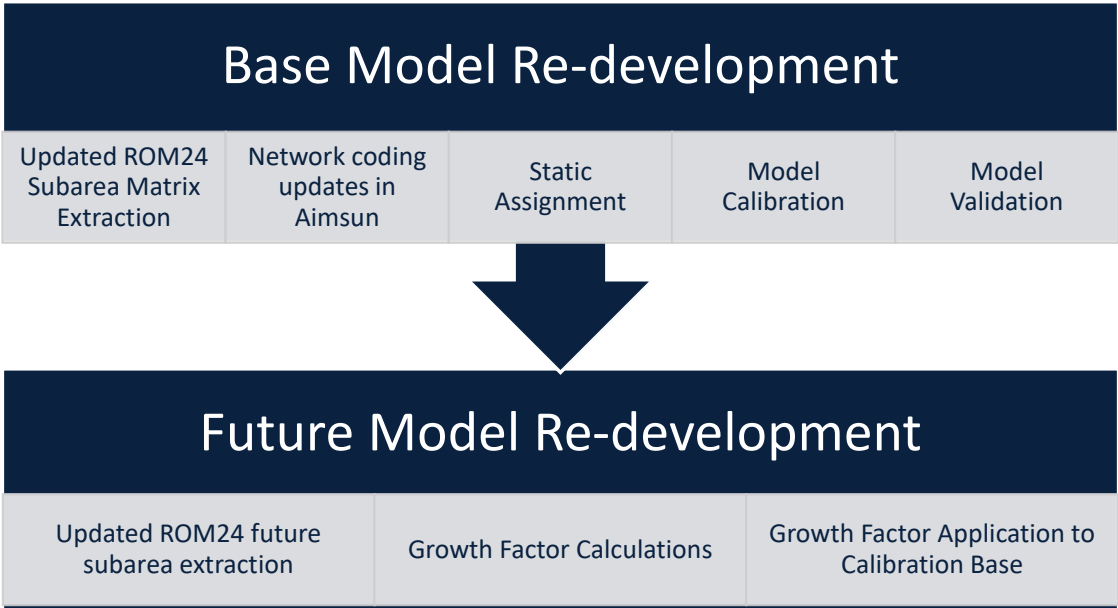 Base Model Re-development
Updated ROM24
Subarea Matrix
Extraction
Network coding
updates in
Aimsun
Static
Assignment
Model
Calibration
Model
Validation
Future Model Re-development
Updated ROM24 future
subarea extraction
Growth Factor Calculations
Growth Factor Application to
Calibration Base